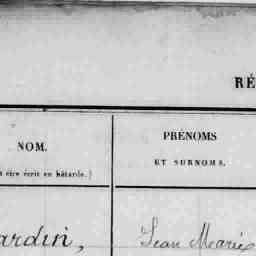 RÉ
NOM.
PRÉNOMS
t être écrit en bâtarde.)
ET SURNOMS.
ardin,
Jean Marie